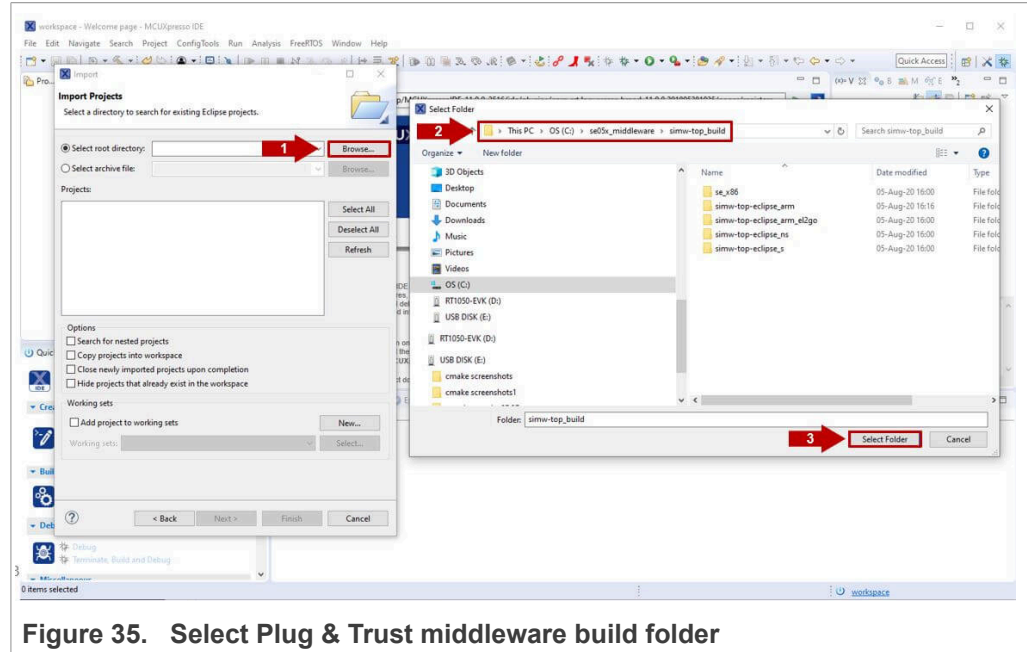 workspace - Welcome page - MCUXpresso IDE
File Edit Navigate Search Project ConfigTools Run Analysis FreeRTOS Window Help
Quick Access
Import
Import Projects
Select a directory to search for existing Eclipse projects.
Select root directory:
1
Browse...
Select archive file:
Browse...
Projects:
Select All
Deselect All
Refresh
Options
Search for nested projects
Copy projects into workspace
Close newly imported projects upon completion
Hide projects that already exist in the workspace
Working sets
Add project to working sets
New...
Working sets:
Select...
< Back Next > Finish Cancel
Debug
Terminate, Build and Debug
Miscellaneous
0 items selected
workspace
Select Folder
2
This PC > OS (C:) > se05x_middleware > simw-top_build
Search simw-top_build
Organize New folder
3D Objects
Desktop
Documents
Downloads
Music
Pictures
Videos
OS (C:)
RT1050-EVK (D:)
USB DISK (E:)
RT1050-EVK (D:)
USB DISK (E:)
cmake screenshots
cmake screenshots1
Name Date modified Type
se_x86 05-Aug-20 16:00 File fold
simw-top-eclipse_arm 05-Aug-20 16:16 File fold
simw-top-eclipse_arm_el2go 05-Aug-20 16:00 File fold
simw-top-eclipse_ns 05-Aug-20 16:00 File fold
simw-top-eclipse_s 05-Aug-20 16:00 File fold
Folder: simw-top_build
3
Select Folder Cancel
Figure 35. Select Plug & Trust middleware build folder